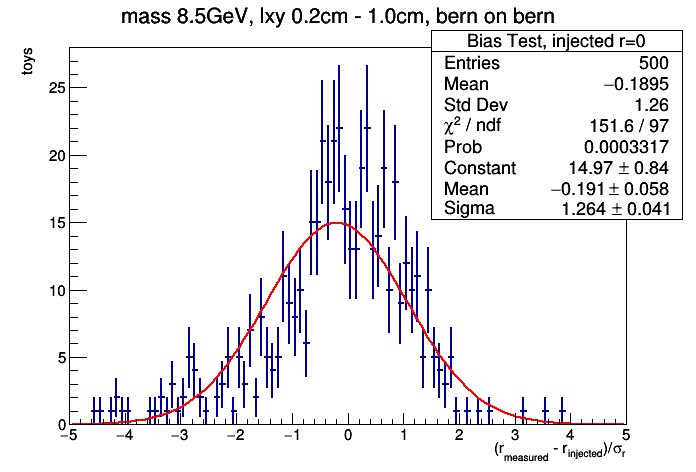 mass 8.5GeV, lxy 0.2cm - 1.0cm, bern on bern
Bias Test, injected r=0
Entries 500
Mean −0.1895
Std Dev 1.26
χ² / ndf 151.6 / 97
Prob 0.0003317
Constant 14.97 ± 0.84
Mean −0.191 ± 0.058
Sigma 1.264 ± 0.041
toys
25
20
15
10
5
0
−5 −4 −3 −2 −1 0 1 2 3 4 5
(r_measured - r_injected)/σ_r